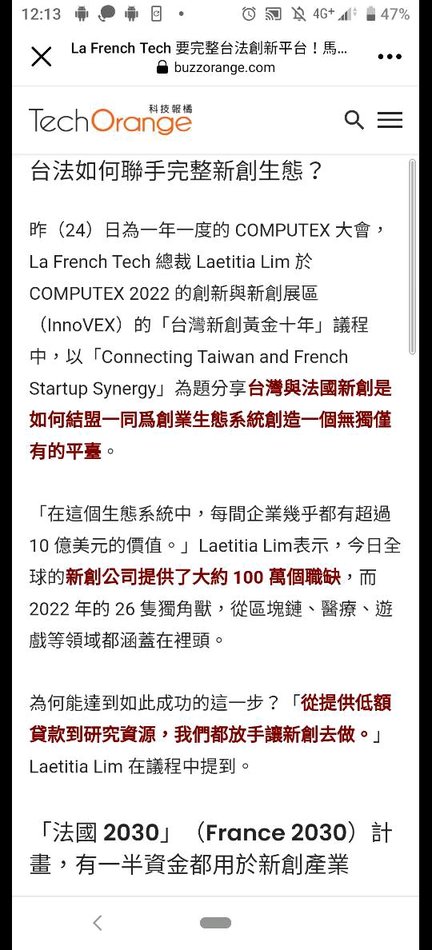 12:13
4G+
47%
La French Tech 要完整台法創新平台！馬...
buzzorange.com
科技報橘
TechOrange
台法如何聯手完整新創生態？
昨（24）日為一年一度的 COMPUTEX 大會，
La French Tech 總裁 Laetitia Lim 於
COMPUTEX 2022 的創新與新創展區
（InnoVEX）的「台灣新創黃金十年」議程
中，以「Connecting Taiwan and French
Startup Synergy」為題分享台灣與法國新創是
如何結盟一同爲創業生態系統創造一個無獨僅
有的平臺。
「在這個生態系統中，每間企業幾乎都有超過
10 億美元的價值。」Laetitia Lim表示，今日全
球的新創公司提供了大約 100 萬個職缺，而
2022 年的 26 隻獨角獸，從區塊鏈、醫療、遊
戲等領域都涵蓋在裡頭。
為何能達到如此成功的這一步？「從提供低額
貸款到研究資源，我們都放手讓新創去做。」
Laetitia Lim 在議程中提到。
「法國 2030」（France 2030）計
畫，有一半資金都用於新創產業